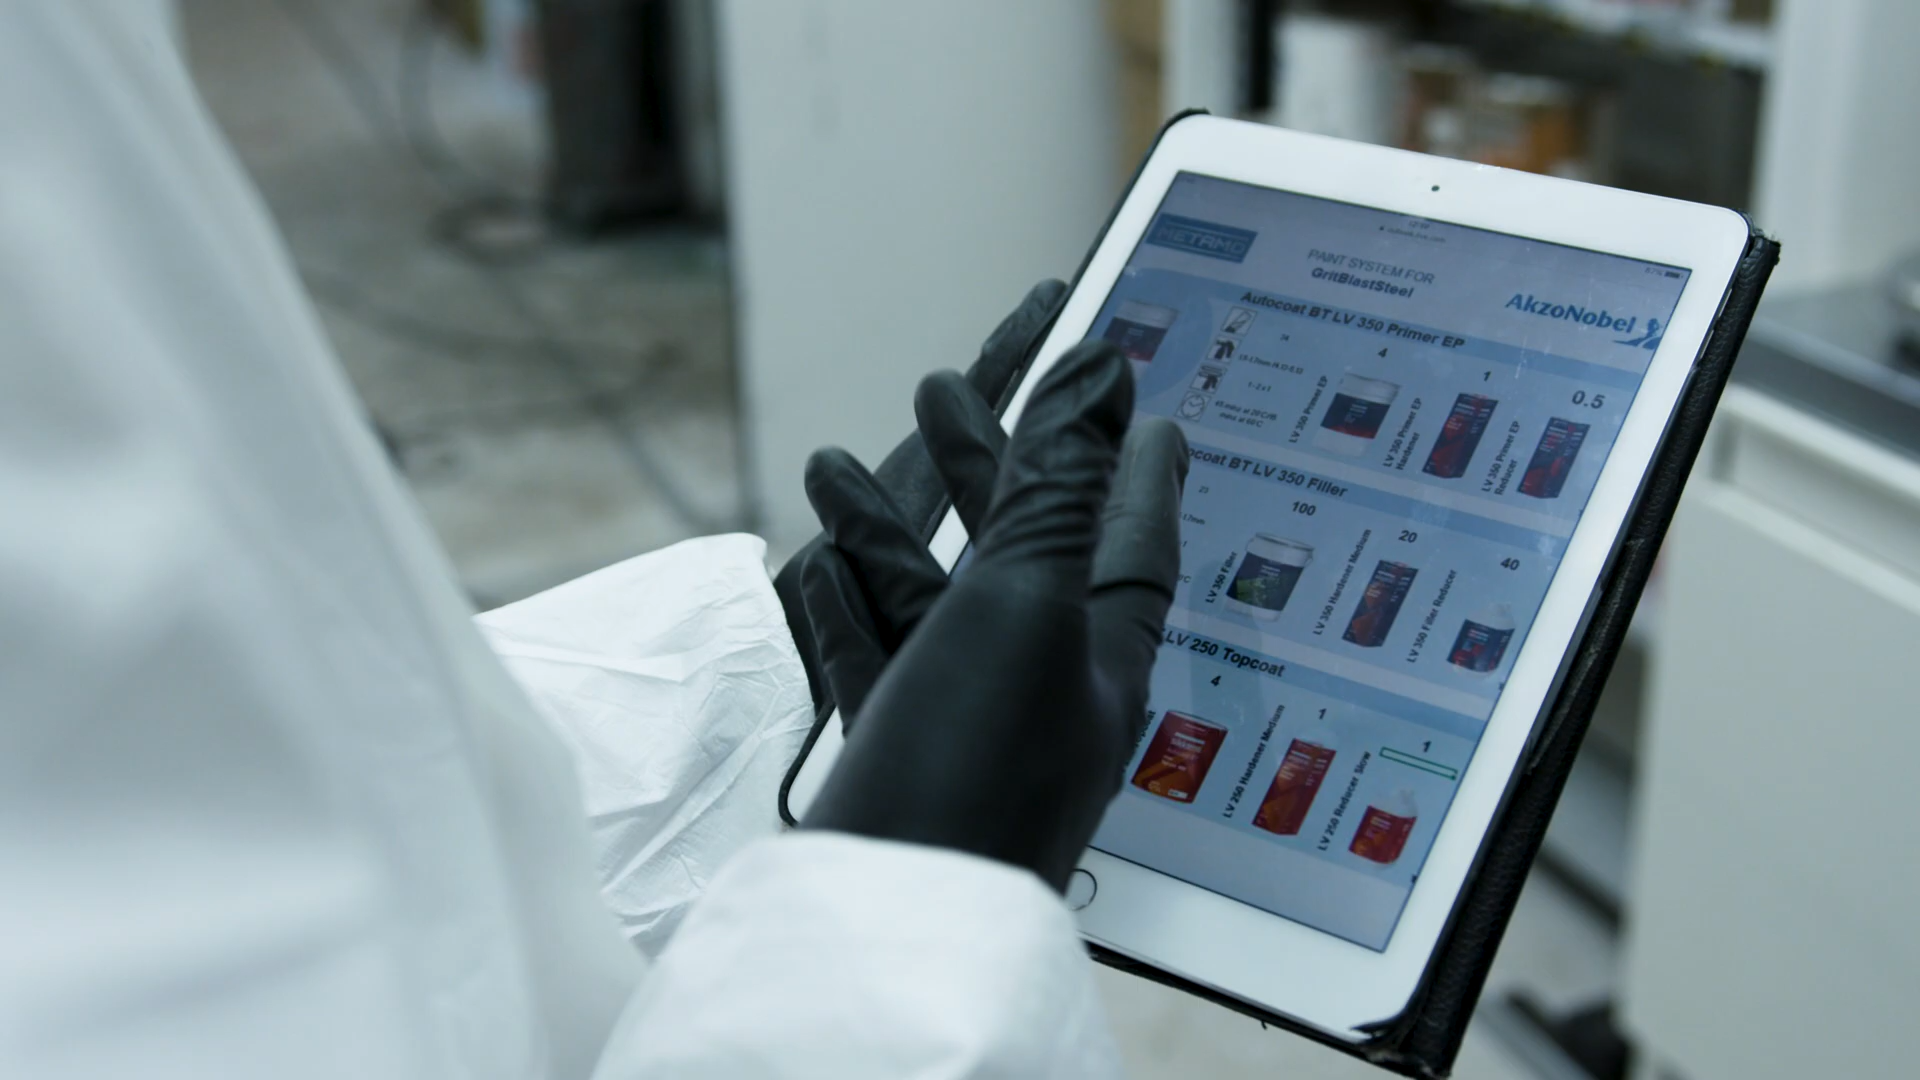 METAMO
PAINT SYSTEM FOR
GritBlastSteel
AkzoNobel
Autocoat BT LV 350 Primer EP
4
1
0.5
LV 350 Primer EP
LV 350 Primer EP
Hardener
LV 350 Primer EP
Reducer
ocoat BT LV 350 Filler
100
20
40
LV 350 Filler
LV 350 Hardener Medium
LV 350 Filler Reducer
LV 250 Topcoat
4
1
1
LV 250 Hardener Medium
LV 250 Reducer Slow